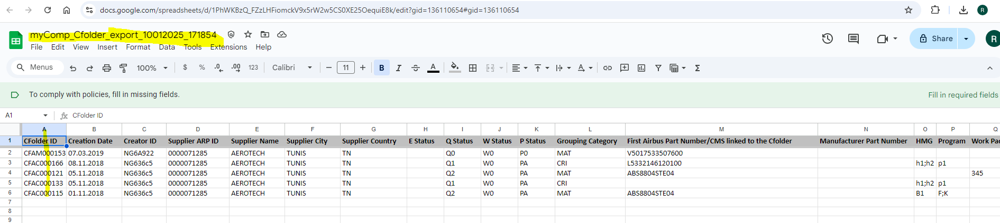 docs.google.com/spreadsheets/d/1PhWKBzQ_FZzLHFiomckV9x5rW2w5CS0XE25OequiE8k/edit?gid=136110654#gid=136110654
R
myComp_Cfolder_export_10012025_171854
File Edit View Insert Format Data Tools Extensions Help
Share
R
Menus 100% $ % .0 .00 123 Calibri 11 B I S A Σ
To comply with policies, fill in missing fields. Fill in required fields
A1 fx CFolder ID
A B C D E F G H I J K L M N O P Q
1 CFolder ID Creation Date Creator ID Supplier ARP ID Supplier Name Supplier City Supplier Country E Status Q Status W Status P Status Grouping Category First Airbus Part Number/CMS linked to the Cfolder Manufacturer Part Number HMG Program Work Pac
2 CFAM000153 07.03.2019 NG6A922 0000071285 AEROTECH TUNIS TN Q0 W0 P0 MAT V5017533507600
3 CFAC000166 08.11.2018 NG636c5 0000071285 AEROTECH TUNIS TN Q1 W0 PA CRI L5332146120100 h1;h2 p1
4 CFAC000121 05.11.2018 NG636c5 0000071285 AEROTECH TUNIS TN Q2 W0 PA MAT ABS8804STE04 345
5 CFAC000133 05.11.2018 NG636c5 0000071285 AEROTECH TUNIS TN Q1 W0 PA CRI h1;h2 p1
6 CFAC000115 01.11.2018 NG636c5 0000071285 AEROTECH TUNIS TN Q2 W0 PA MAT ABS8804STE04 B1 F;K
7
8
9